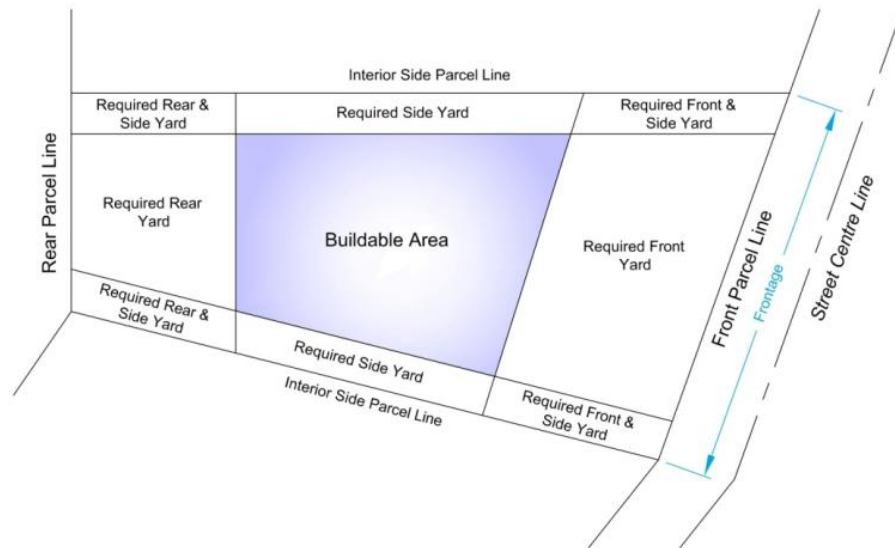 Interior Side Parcel Line
Required Rear &
Side Yard
Required Side Yard
Required Front &
Side Yard
Rear Parcel Line
Required Rear
Yard
Buildable Area
Required Front
Yard
Front Parcel Line
Frontage
Street Centre Line
Required Rear &
Side Yard
Required Side Yard
Interior Side Parcel Line
Required Front &
Side Yard